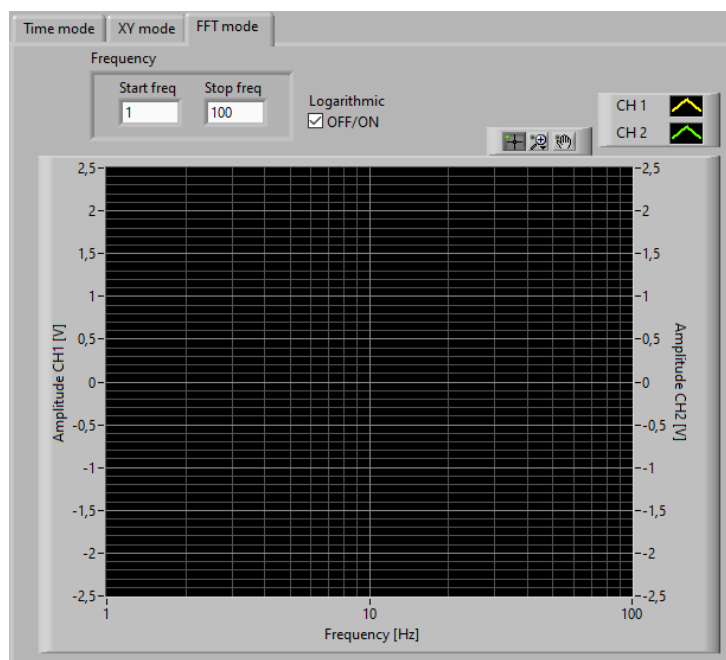 Time mode XY mode FFT mode
Frequency
Start freq Stop freq
1 100
Logarithmic
OFF/ON
CH 1
CH 2
2,5 2,5
2 2
1,5 1,5
1 1
0,5 0,5
0 0
-0,5 -0,5
-1 -1
-1,5 -1,5
-2 -2
-2,5 -2,5
Amplitude CH1 [V]
Amplitude CH2 [V]
1 10 100
Frequency [Hz]